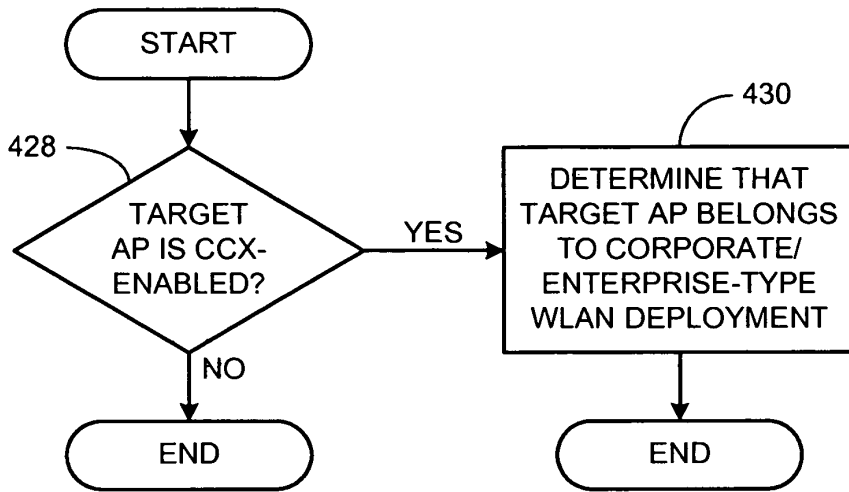 START
428
TARGET
AP IS CCX-
ENABLED?
YES
430
DETERMINE THAT
TARGET AP BELONGS
TO CORPORATE/
ENTERPRISE-TYPE
WLAN DEPLOYMENT
NO
END
END